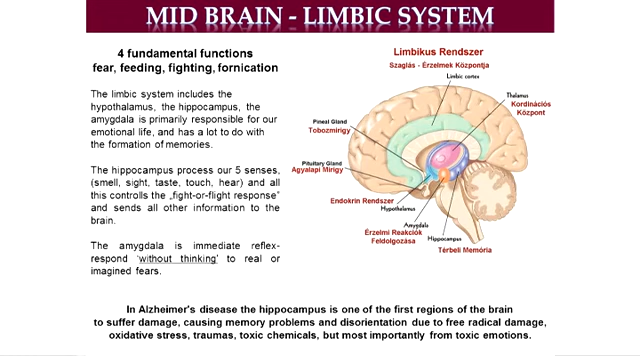 MID BRAIN - LIMBIC SYSTEM
4 fundamental functions
fear, feeding, fighting, fornication
The limbic system includes the
hypothalamus, the hippocampus, the
amygdala is primarily responsible for our
emotional life, and has a lot to do with
the formation of memories.
The hippocampus process our 5 senses,
(smell, sight, taste, touch, hear) and all
this controls the „fight-or-flight response”
and sends all other information to the
brain.
The amygdala is immediate reflex-
respond ‘without thinking’ to real or
imagined fears.
Limbikus Rendszer
Szaglás - Érzelmek Központja
Limbic cortex
Thalamus
Kordinációs
Központ
Pineal Gland
Tobozmirigy
Pituitary Gland
Agyalapi Mirigy
Endokrin Rendszer
Hypothalamus
Amygdala
Érzelmi Reakciók
Feldolgozása
Hippocampus
Térbeli Memória
In Alzheimer's disease the hippocampus is one of the first regions of the brain
to suffer damage, causing memory problems and disorientation due to free radical damage,
oxidative stress, traumas, toxic chemicals, but most importantly from toxic emotions.